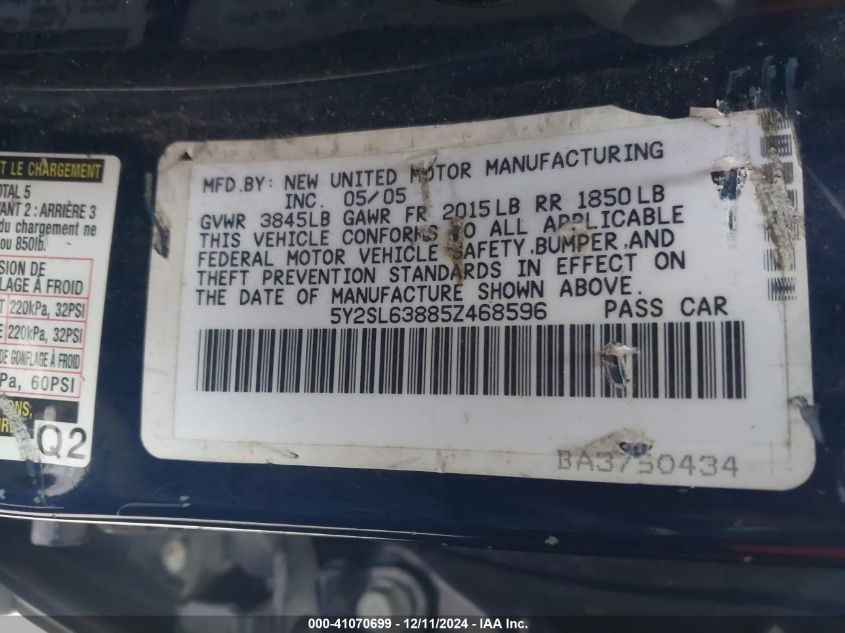 T LE CHARGEMENT
OTAL 5
ANT 2 : ARRIÈRE 3
du chargement ne
ou 850lb.
SION DE
LAGE À FROID
220kPa, 32PSI
220kPa, 32PSI
DE GONFLAGE À FROID
Pa, 60PSI
Q2
MFD.BY: NEW UNITED MOTOR MANUFACTURING
INC. 05/05
GVWR 3845LB GAWR FR 2015LB RR 1850LB
THIS VEHICLE CONFORMS TO ALL APPLICABLE
FEDERAL MOTOR VEHICLE SAFETY,BUMPER,AND
THEFT PREVENTION STANDARDS IN EFFECT ON
THE DATE OF MANUFACTURE SHOWN ABOVE.
5Y2SL63885Z468596 PASS CAR
BA3750434
000-41070699 - 12/11/2024 - IAA Inc.